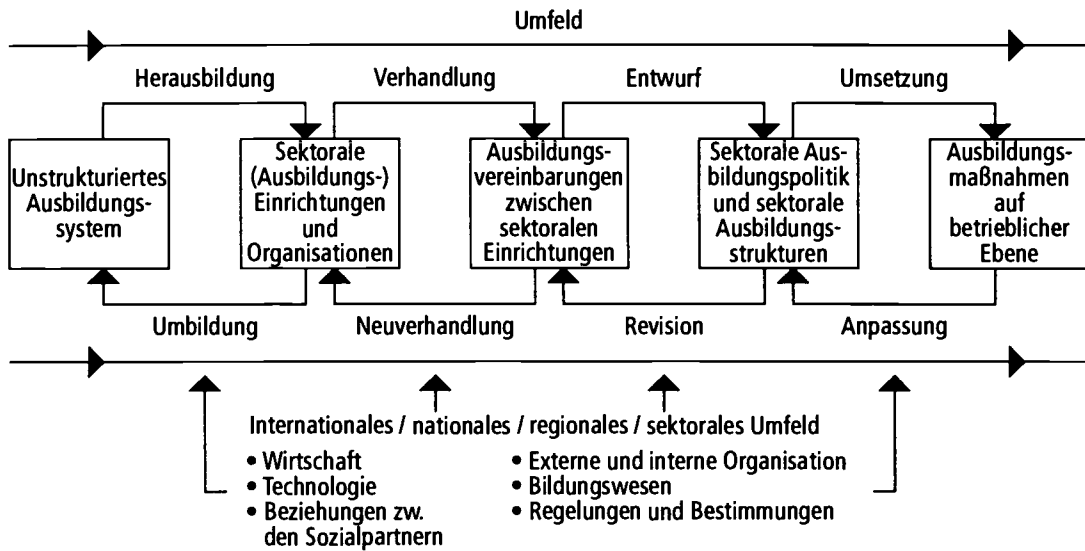 Umfeld
Herausbildung
Verhandlung
Entwurf
Umsetzung
Unstrukturiertes
Ausbildungs-
system
Sektorale
(Ausbildungs-)
Einrichtungen
und
Organisationen
Ausbildungs-
vereinbarungen
zwischen
sektoralen
Einrichtungen
Sektorale Aus-
bildungspolitik
und sektorale
Ausbildungs-
strukturen
Ausbildungs-
maßnahmen
auf
betrieblicher
Ebene
Umbildung
Neuverhandlung
Revision
Anpassung
Internationales / nationales / regionales / sektorales Umfeld
• Wirtschaft
• Technologie
• Beziehungen zw.
den Sozialpartnern
• Externe und interne Organisation
• Bildungswesen
• Regelungen und Bestimmungen